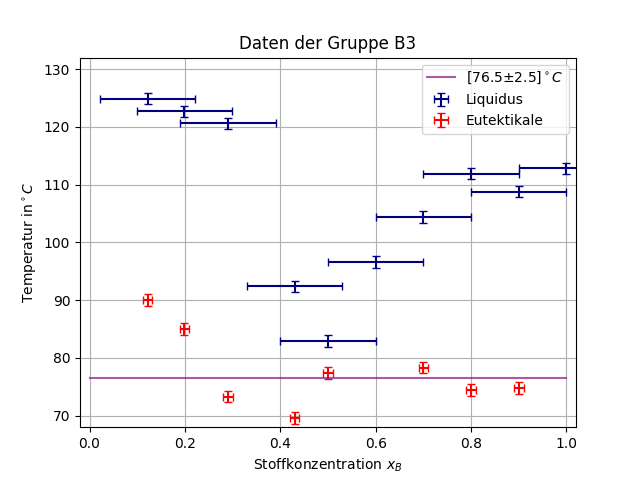 Daten der Gruppe B3
[76.5±2.5]°C
Liquidus
Eutektikale
Temperatur in°C
130
120
110
100
90
80
70
0.0 0.2 0.4 0.6 0.8 1.0
Stoffkonzentration x_B